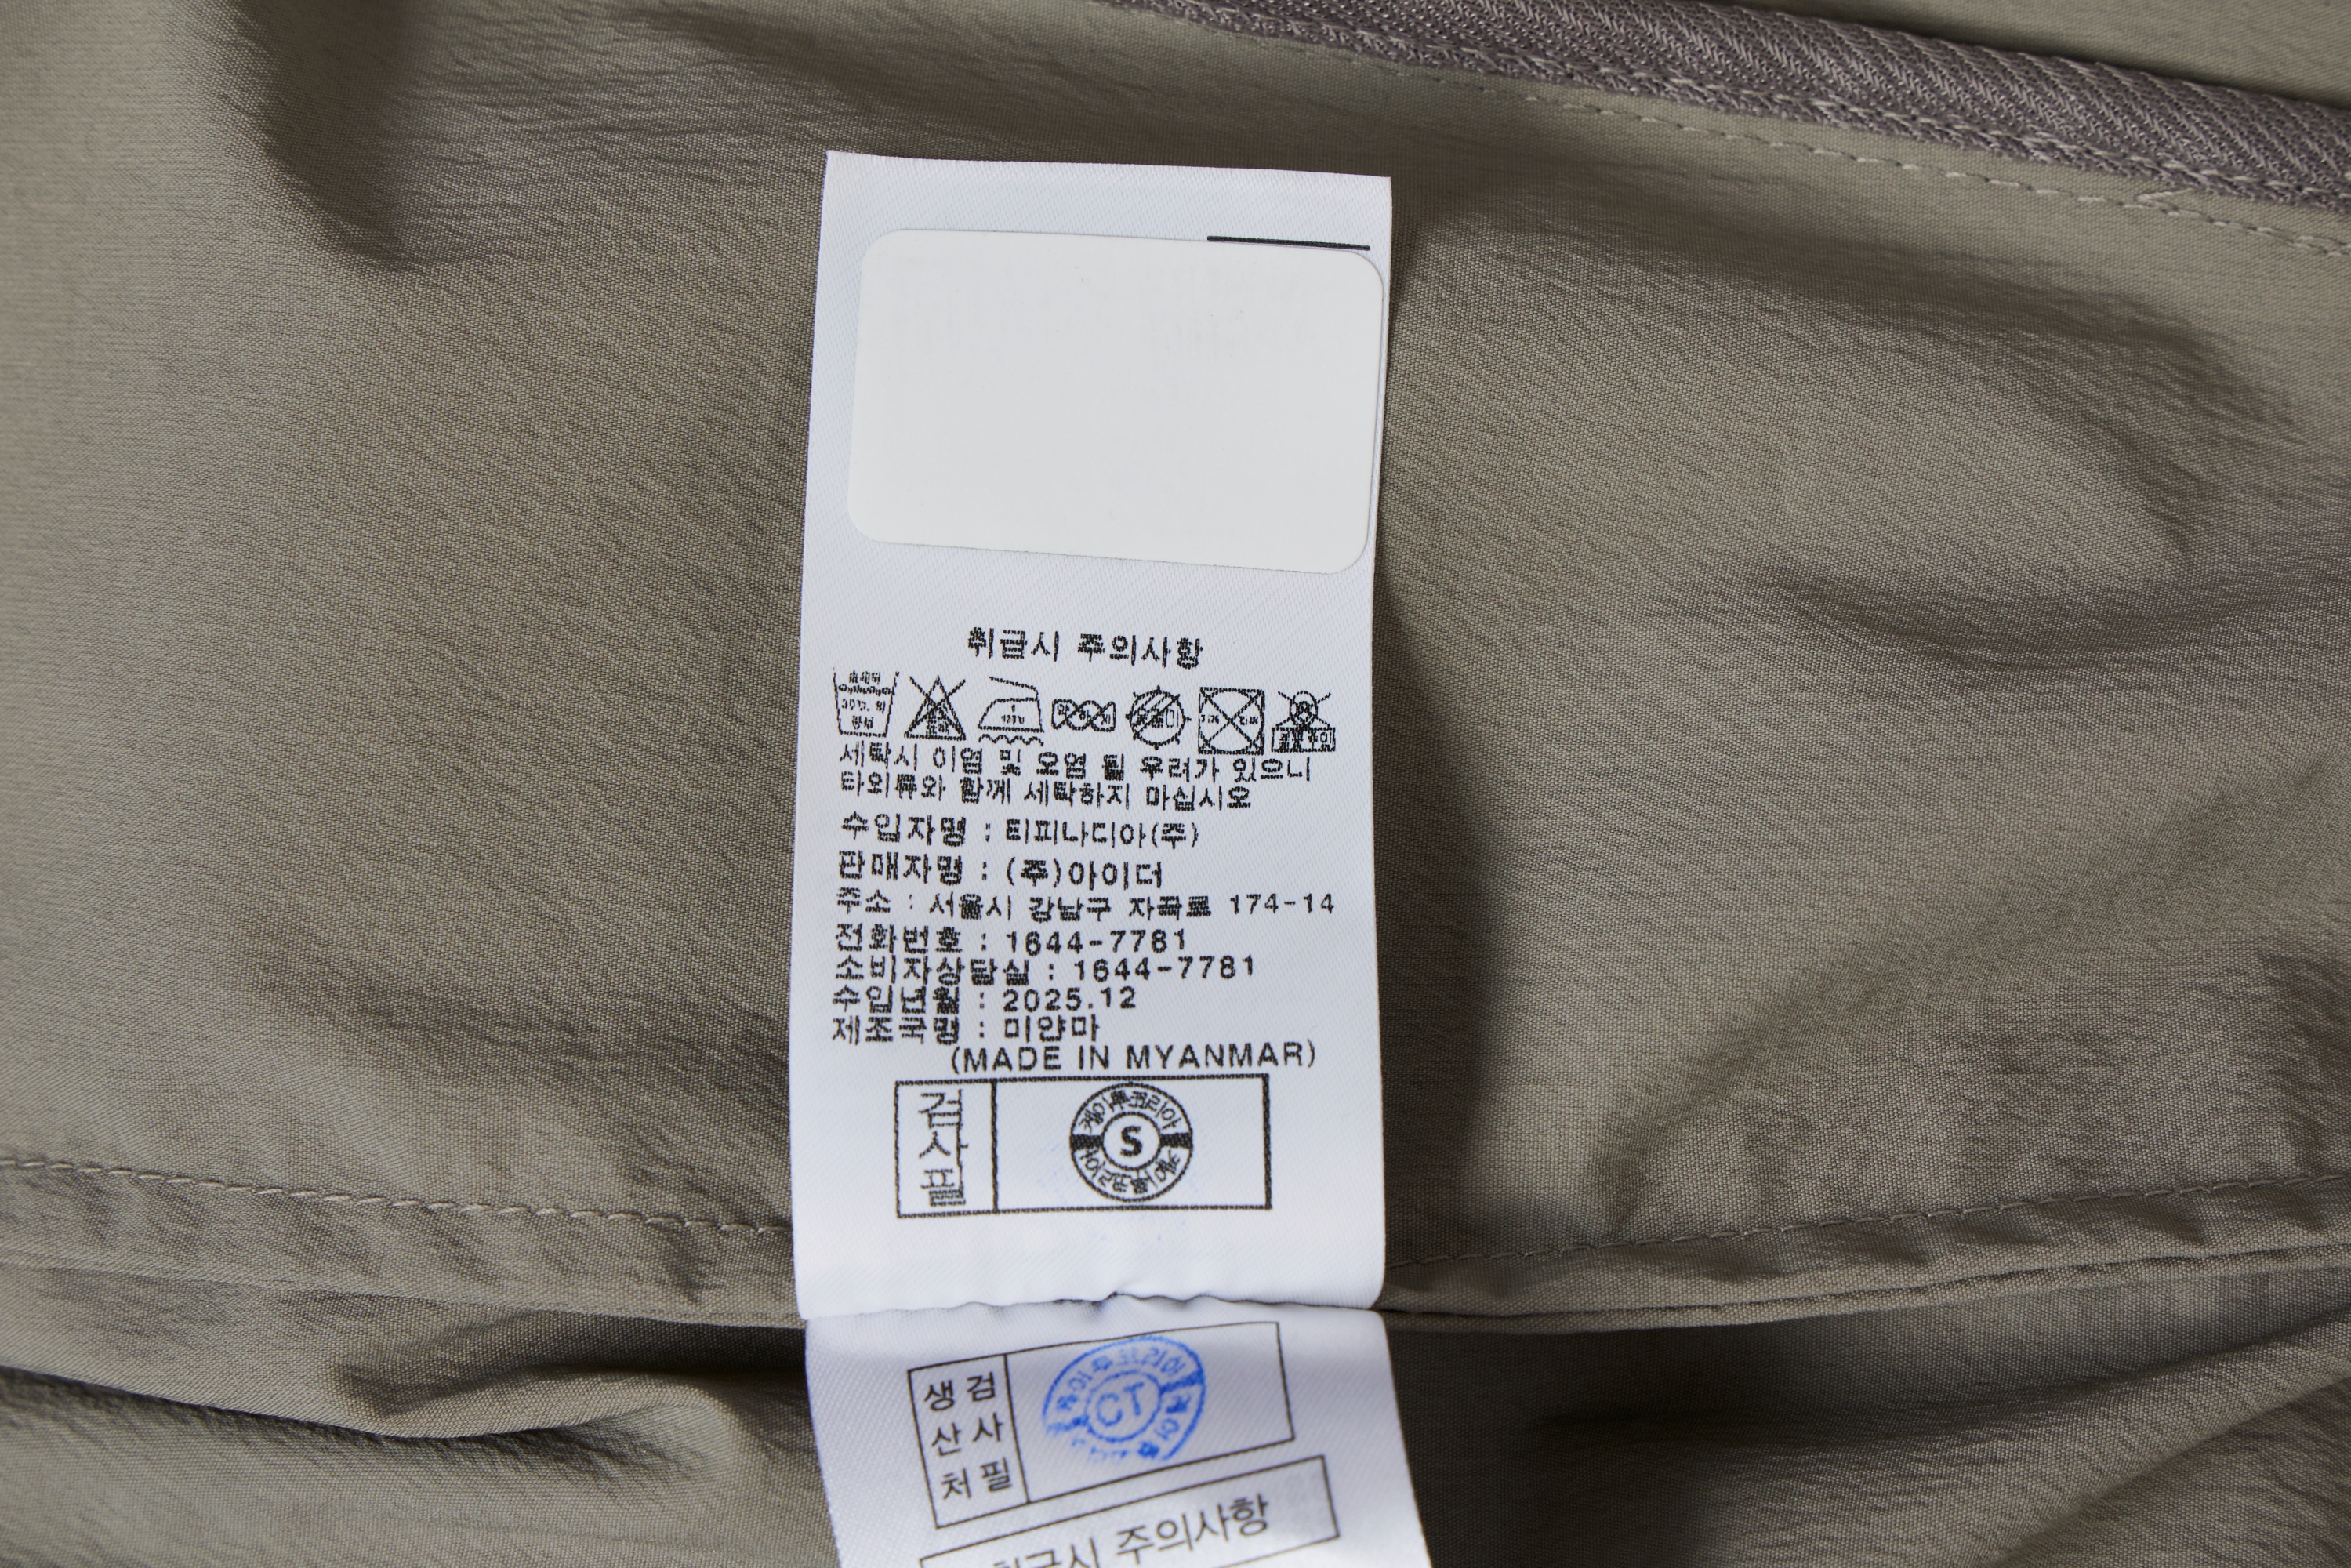 취급시 주의사항
세탁시 이염 및 오염 될 우려가 있으니
타의류와 함께 세탁하지 마십시오
수입자명 : 티피나디아(주)
판매자명 : (주)아이더
주소 : 서울시 강남구 자곡로 174-14
전화번호 : 1644-7781
소비자상담실 : 1644-7781
수입년월 : 2025.12
제조국명 : 미얀마
(MADE IN MYANMAR)
검사필
S
생산처
검사필
CT
취급시 주의사항